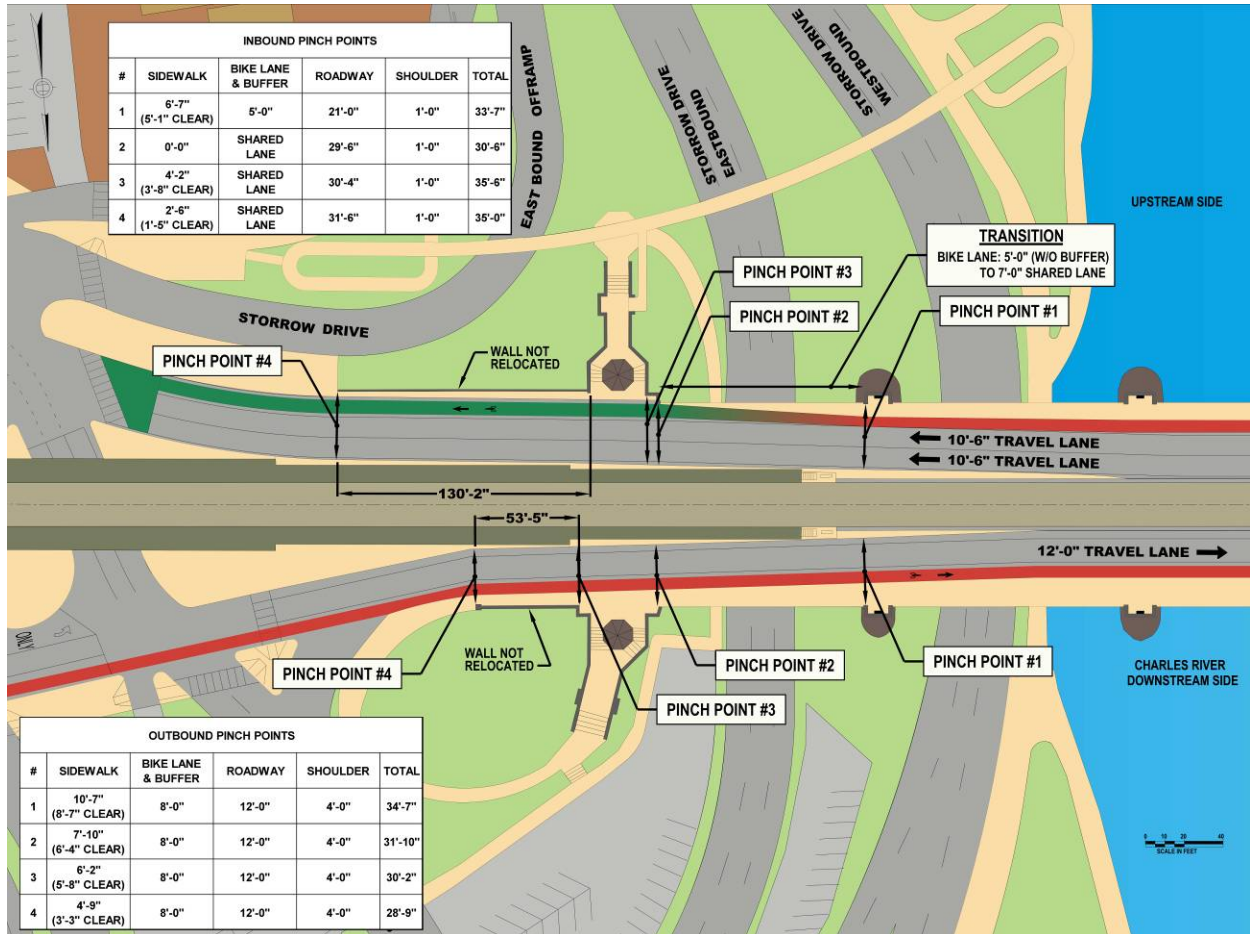 INBOUND PINCH POINTS
# SIDEWALK BIKE LANE & BUFFER ROADWAY SHOULDER TOTAL
1 6'-7" (5'-1" CLEAR) 5'-0" 21'-0" 1'-0" 33'-7"
2 0'-0" SHARED LANE 29'-6" 1'-0" 30'-6"
3 4'-2" (3'-8" CLEAR) SHARED LANE 30'-4" 1'-0" 35'-6"
4 2'-6" (1'-5" CLEAR) SHARED LANE 31'-6" 1'-0" 35'-0"
EAST BOUND OFFRAMP
STORROW DRIVE
EASTBOUND
STORROW DRIVE
WESTBOUND
UPSTREAM SIDE
TRANSITION
BIKE LANE: 5'-0" (W/O BUFFER)
TO 7'-0" SHARED LANE
PINCH POINT #3
PINCH POINT #2
PINCH POINT #1
STORROW DRIVE
PINCH POINT #4
WALL NOT
RELOCATED
10'-6" TRAVEL LANE
10'-6" TRAVEL LANE
130'-2"
53'-5"
12'-0" TRAVEL LANE
ONLY
PINCH POINT #4
WALL NOT
RELOCATED
PINCH POINT #2
PINCH POINT #1
PINCH POINT #3
CHARLES RIVER
DOWNSTREAM SIDE
OUTBOUND PINCH POINTS
# SIDEWALK BIKE LANE & BUFFER ROADWAY SHOULDER TOTAL
1 10'-7" (8'-7" CLEAR) 8'-0" 12'-0" 4'-0" 34'-7"
2 7'-10" (6'-4" CLEAR) 8'-0" 12'-0" 4'-0" 31'-10"
3 6'-2" (5'-8" CLEAR) 8'-0" 12'-0" 4'-0" 30'-2"
4 4'-9" (3'-3" CLEAR) 8'-0" 12'-0" 4'-0" 28'-9"
0 10 20 40
SCALE IN FEET